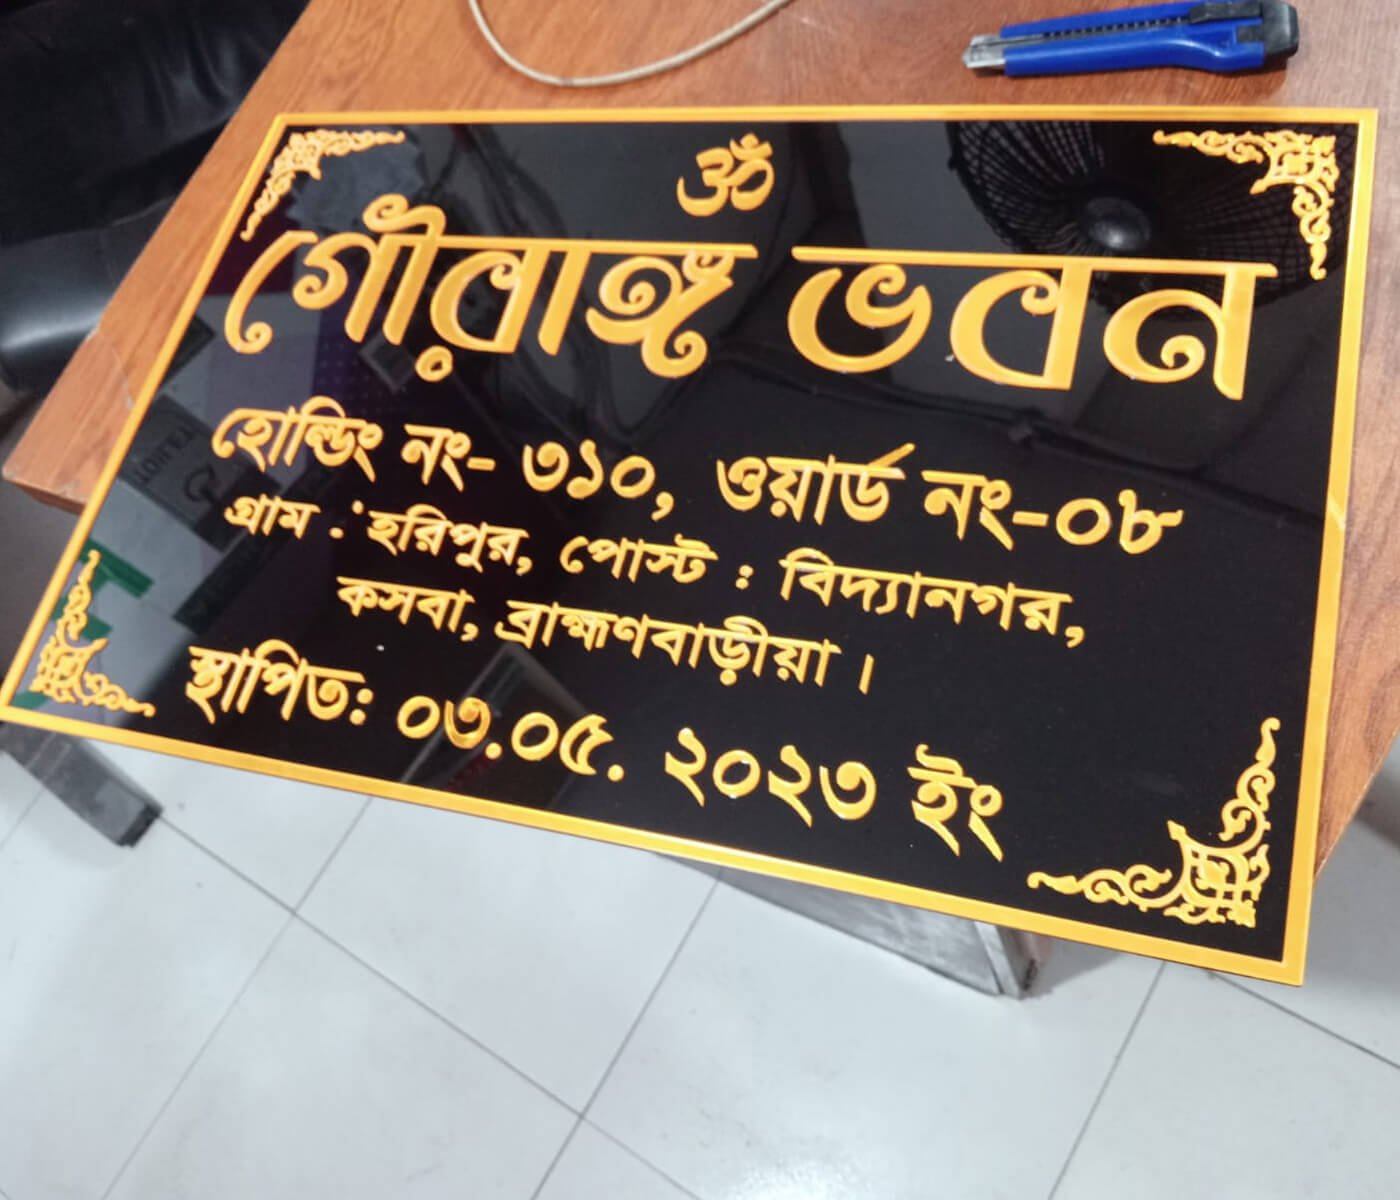 ॐ
গৌরাঙ্গ ভবন
হোল্ডিং নং- ৩১০, ওয়ার্ড নং-০৮
গ্রাম : হরিপুর, পোস্ট : বিদ্যানগর,
কসবা, ব্রাহ্মণবাড়ীয়া।
স্থাপিত: ০৩.০৫. ২০২৩ ইং